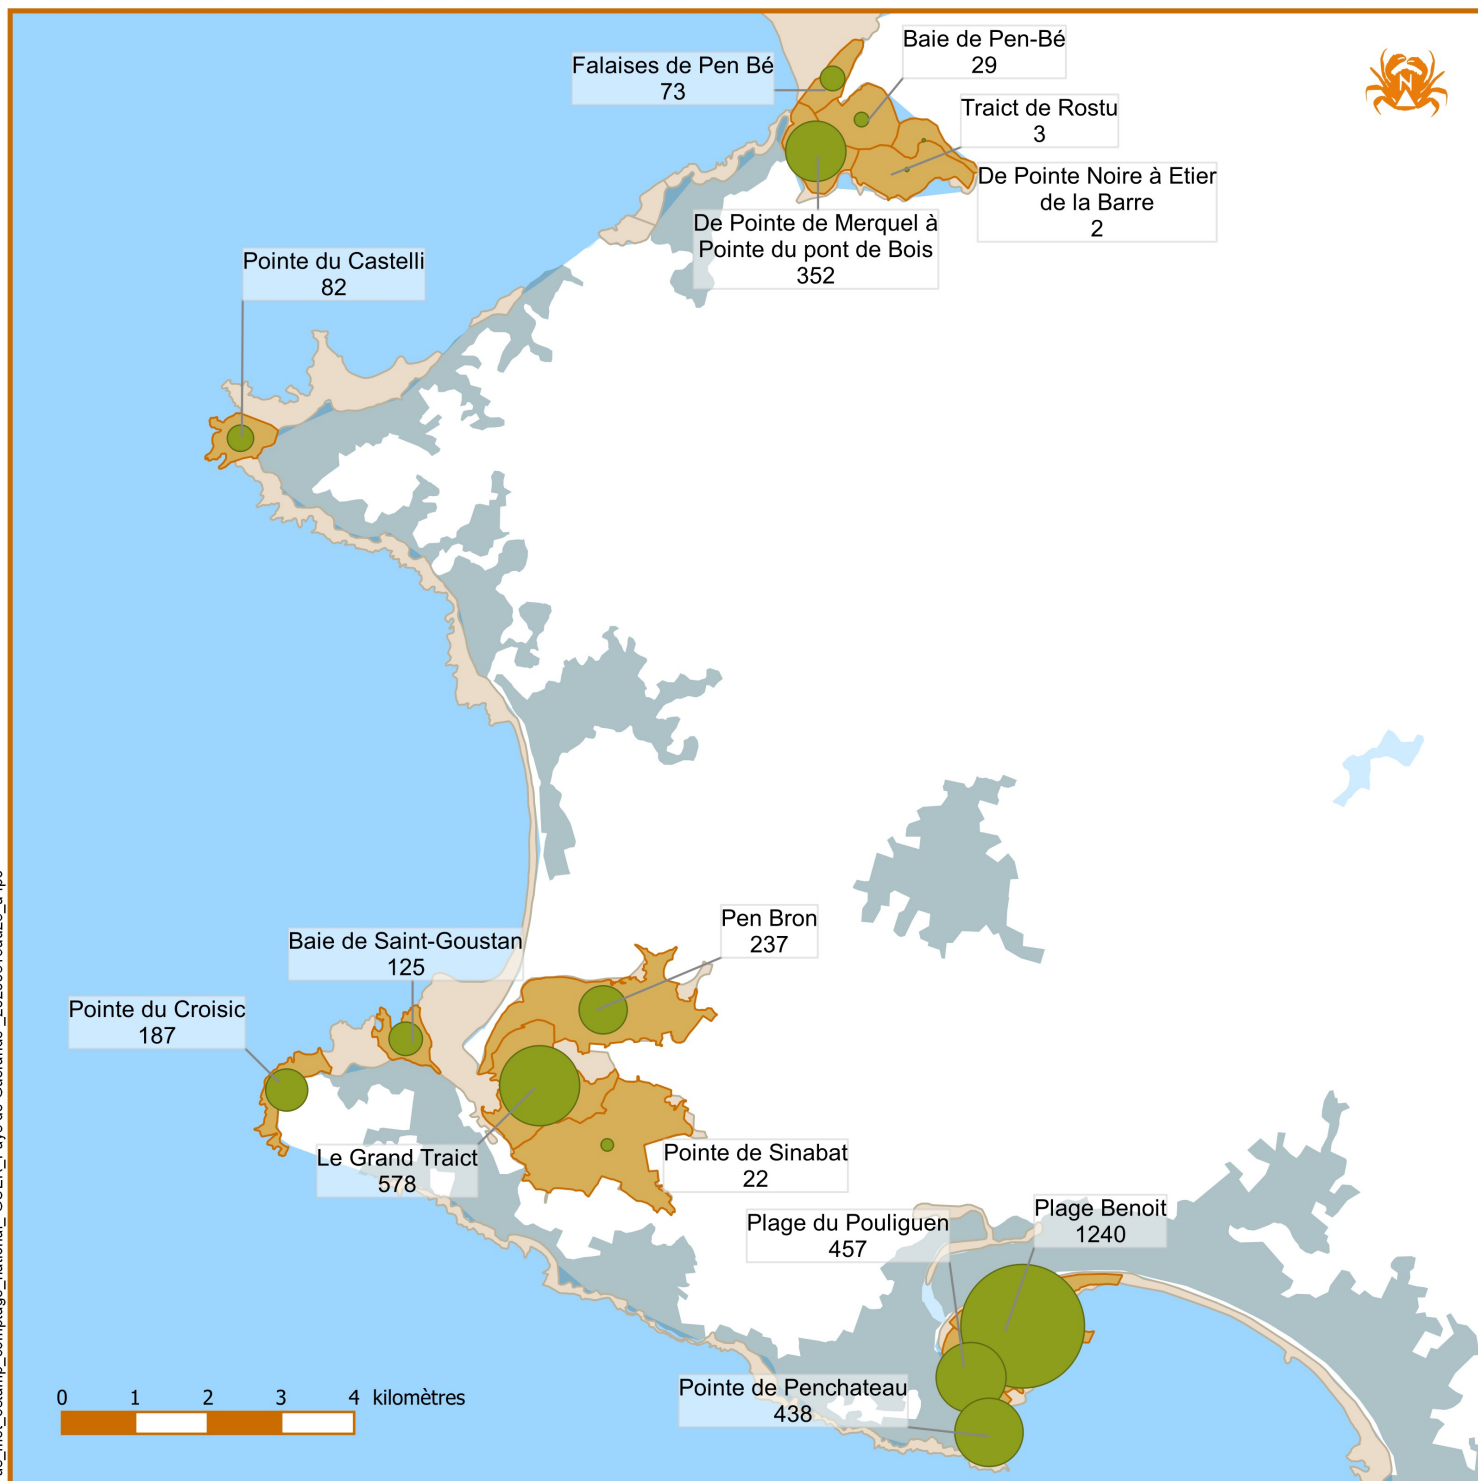 Baie de Pen-Bé
29
Falaises de Pen Bé
73
Traict de Rostu
3
De Pointe Noire à Etier
de la Barre
2
De Pointe de Merquel à
Pointe du pont de Bois
352
Pointe du Castelli
82
N
Pen Bron
237
Baie de Saint-Goustan
125
Pointe du Croisic
187
Le Grand Traict
578
Pointe de Sinabat
22
Plage Benoit
1240
Plage du Pouliguen
457
Pointe de Penchateau
438
0 1 2 3 4 kilomètres